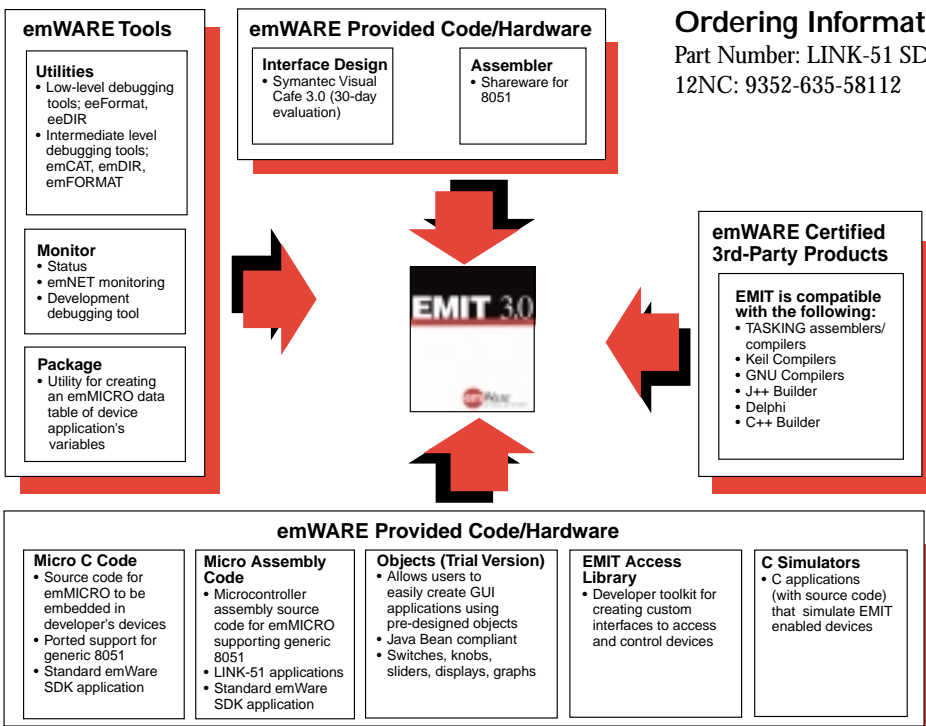 emWARE Tools
Utilities
• Low-level debugging
tools; eeFormat,
eeDIR
• Intermediate level
debugging tools;
emCAT, emDIR,
emFORMAT
Monitor
• Status
• emNET monitoring
• Development
debugging tool
Package
• Utility for creating
an emMICRO data
table of device
application's
variables
emWARE Provided Code/Hardware
Interface Design
• Symantec Visual
Cafe 3.0 (30-day
evaluation)
Assembler
• Shareware for
8051
Ordering Informat
Part Number: LINK-51 SD
12NC: 9352-635-58112
EMIT 3.0
emWare
emWARE Certified
3rd-Party Products
EMIT is compatible
with the following:
• TASKING assemblers/
compilers
• Keil Compilers
• GNU Compilers
• J++ Builder
• Delphi
• C++ Builder
emWARE Provided Code/Hardware
Micro C Code
• Source code for
emMICRO to be
embedded in
developer's devices
• Ported support for
generic 8051
• Standard emWare
SDK application
Micro Assembly
Code
• Microcontroller
assembly source
code for emMICRO
supporting generic
8051
• LINK-51 applications
• Standard emWare
SDK application
Objects (Trial Version)
• Allows users to
easily create GUI
applications using
pre-designed objects
• Java Bean compliant
• Switches, knobs,
sliders, displays, graphs
EMIT Access
Library
• Developer toolkit for
creating custom
interfaces to access
and control devices
C Simulators
• C applications
(with source code)
that simulate EMIT
enabled devices